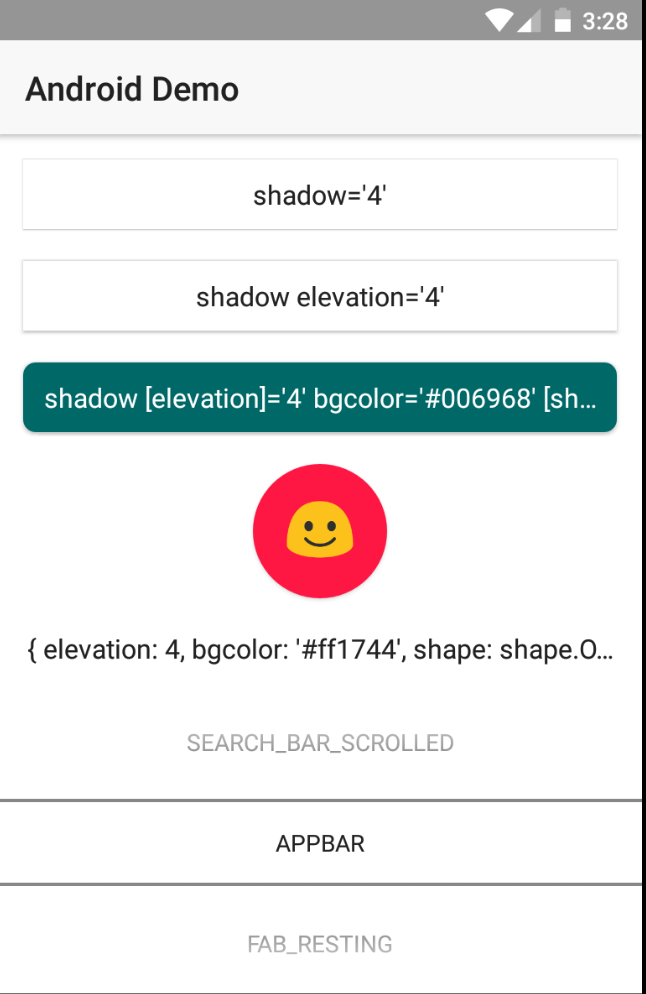 3:28
Android Demo
shadow='4'
shadow elevation='4'
shadow [elevation]='4' bgcolor='#006968' [sh...
{ elevation: 4, bgcolor: '#ff1744', shape: shape.O...
SEARCH_BAR_SCROLLED
APPBAR
FAB_RESTING